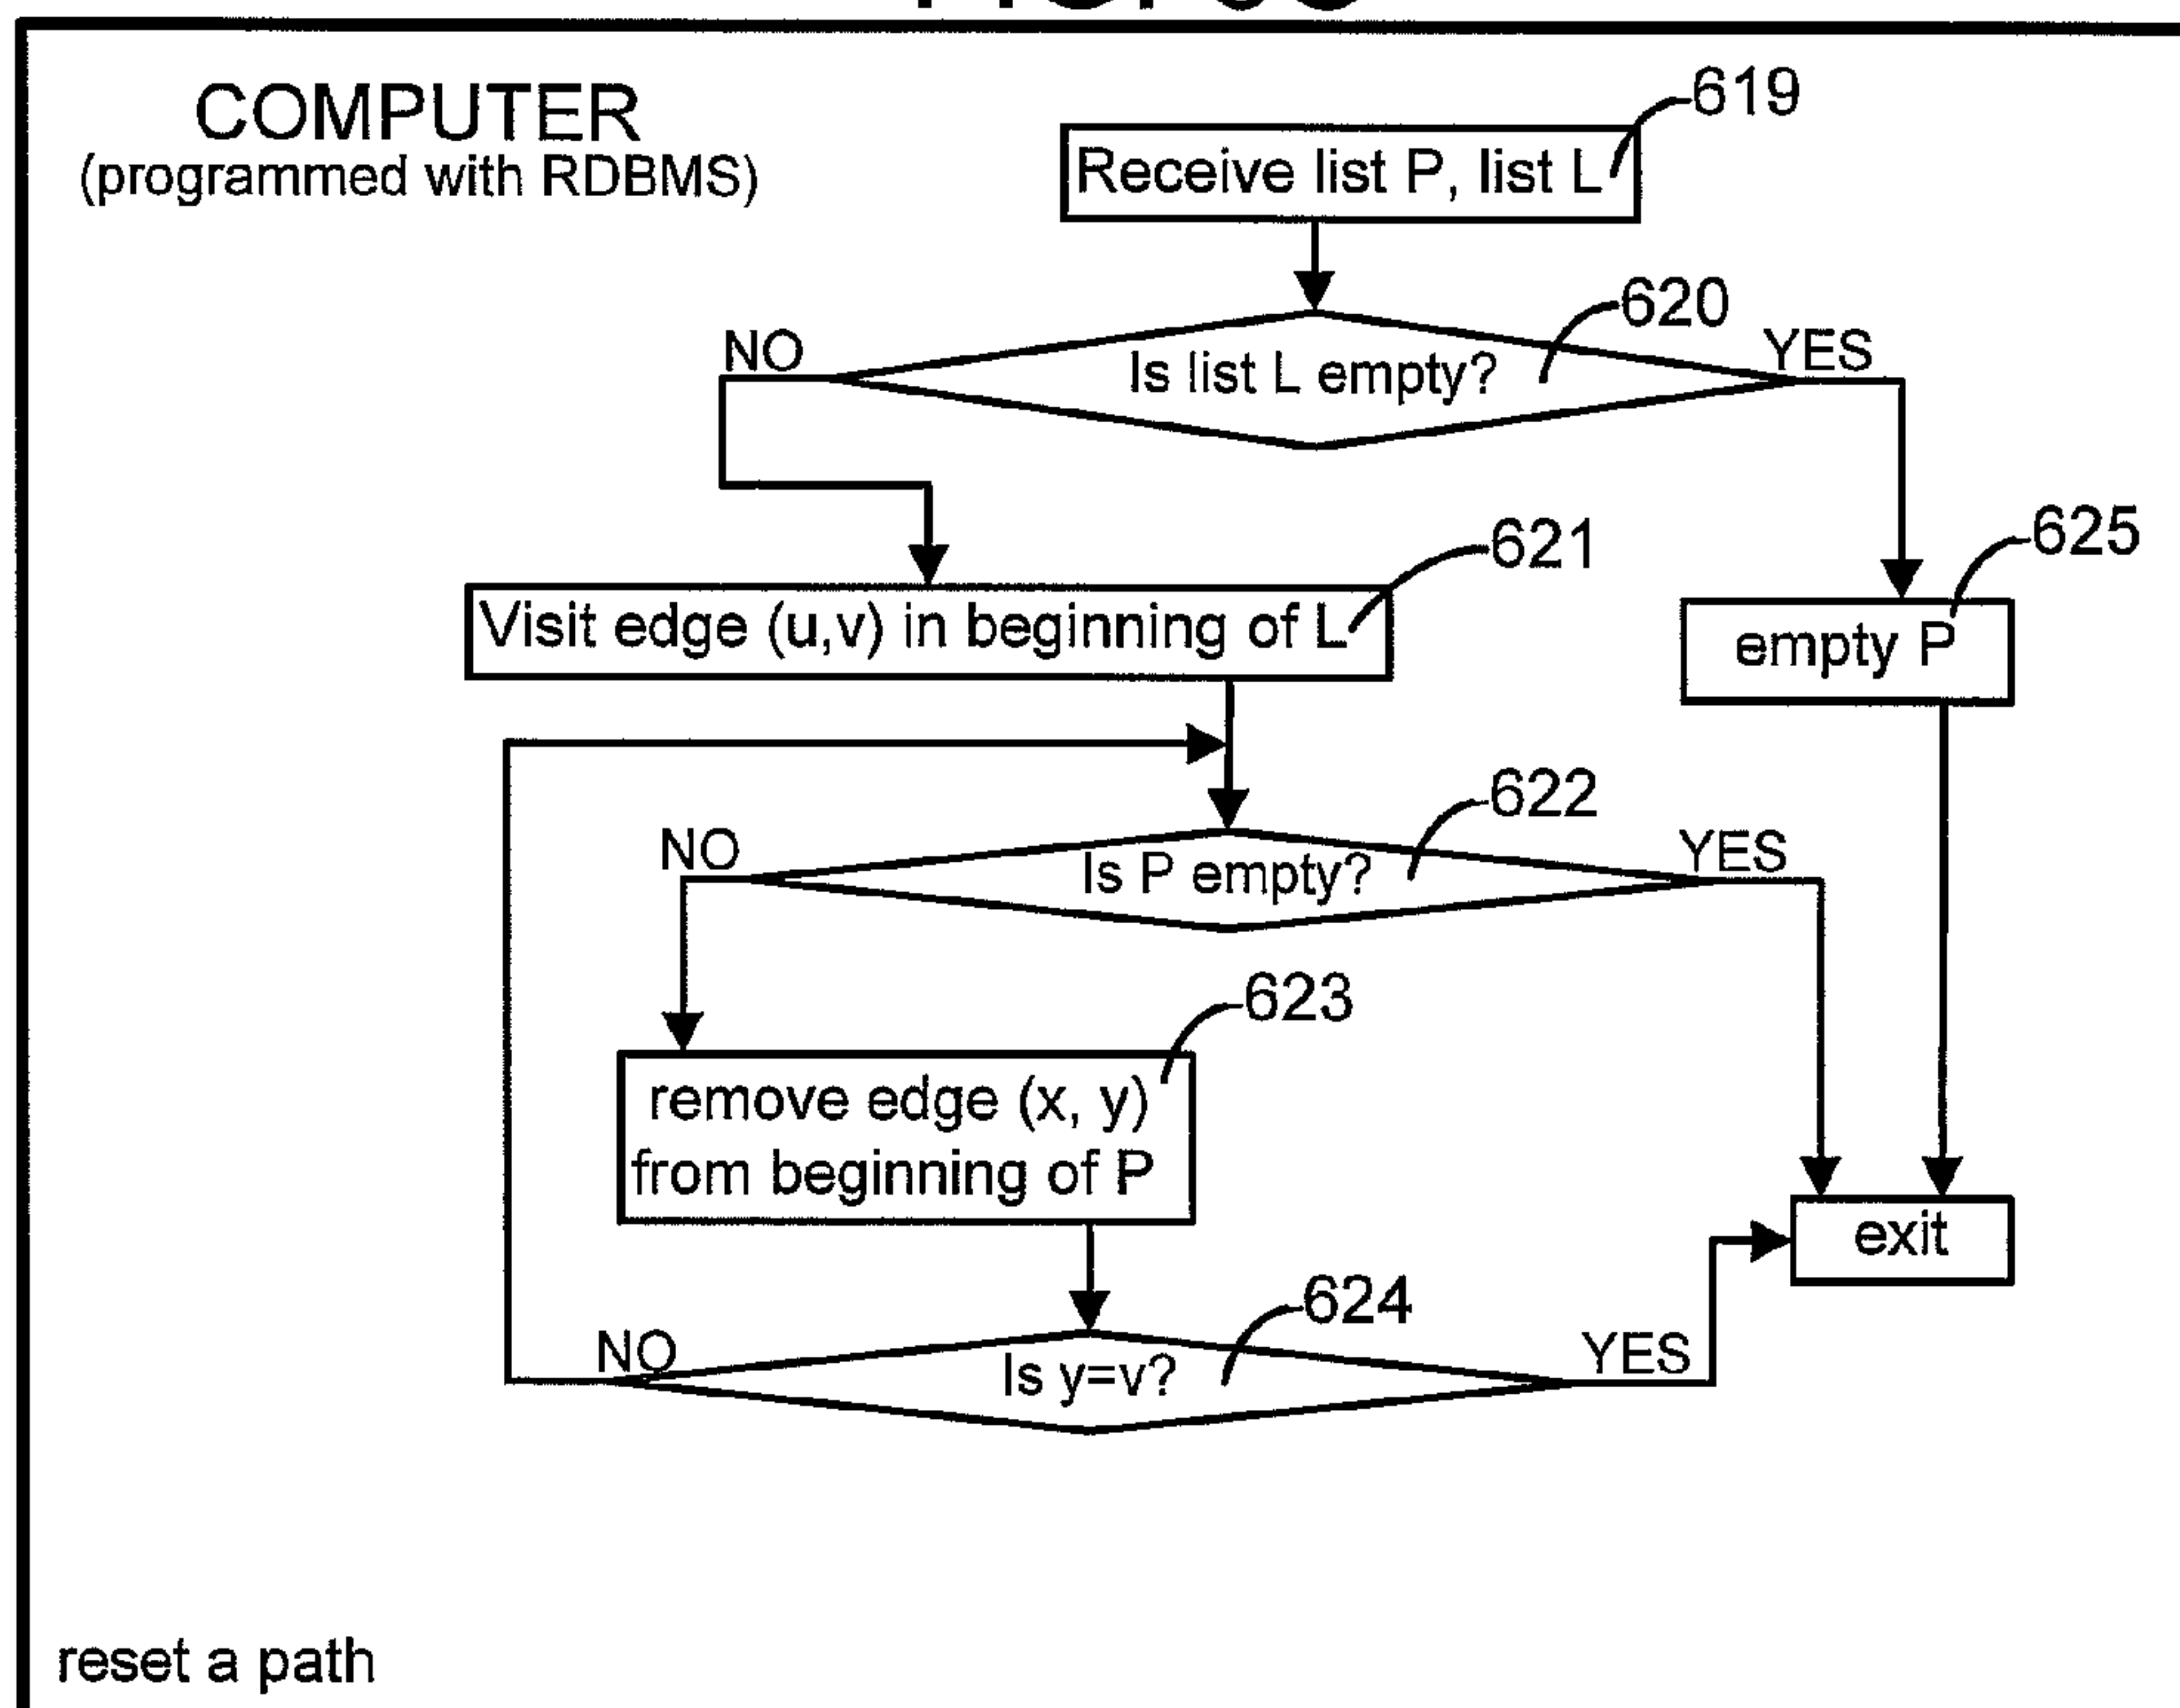 COMPUTER
(programmed with RDBMS)
619
Receive list P, list L
620
NO
Is list L empty?
YES
621
625
Visit edge (u,v) in beginning of L
empty P
622
NO
Is P empty?
YES
623
remove edge (x, y)
from beginning of P
exit
624
NO
Is y=v?
YES
reset a path